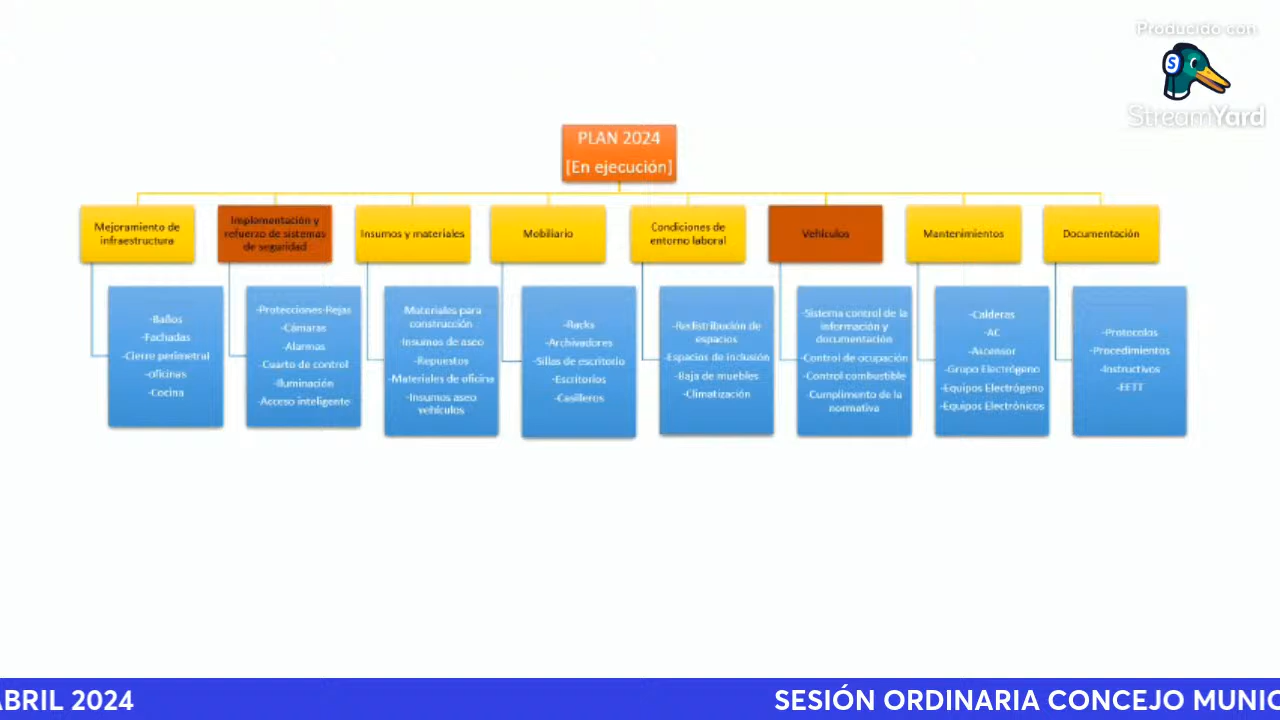 Producido con
StreamYard
PLAN 2024
[En ejecución]
Mejoramiento de
infraestructura
Implementación y
refuerzo de sistemas
de seguridad
Insumos y materiales
Mobiliario
Condiciones de
entorno laboral
Vehículos
Mantenimientos
Documentación
-Baños
-Fachadas
-Cierre perimetral
-oficinas
-Cocina
-Protecciones-Rejas
-Cámaras
-Alarmas
-Cuarto de control
-Iluminación
-Acceso inteligente
-Materiales para
construcción
-Insumos de aseo
-Repuestos
-Materiales de oficina
-Insumos aseo
vehículos
-Racks
-Archivadores
-Sillas de escritorio
-Escritorios
-Casilleros
-Redistribución de
espacios
-Espacios de inclusión
-Baja de muebles
-Climatización
-Sistema control de la
información y
documentación
-Control de ocupación
-Control combustible
-Cumplimento de la
normativa
-Calderas
-AC
-Ascensor
-Grupo Electrógeno
-Equipos Electrógeno
-Equipos Electrónicos
-Protocolos
-Procedimientos
-Instructivos
-EETT
ABRIL 2024
SESIÓN ORDINARIA CONCEJO MUNIC